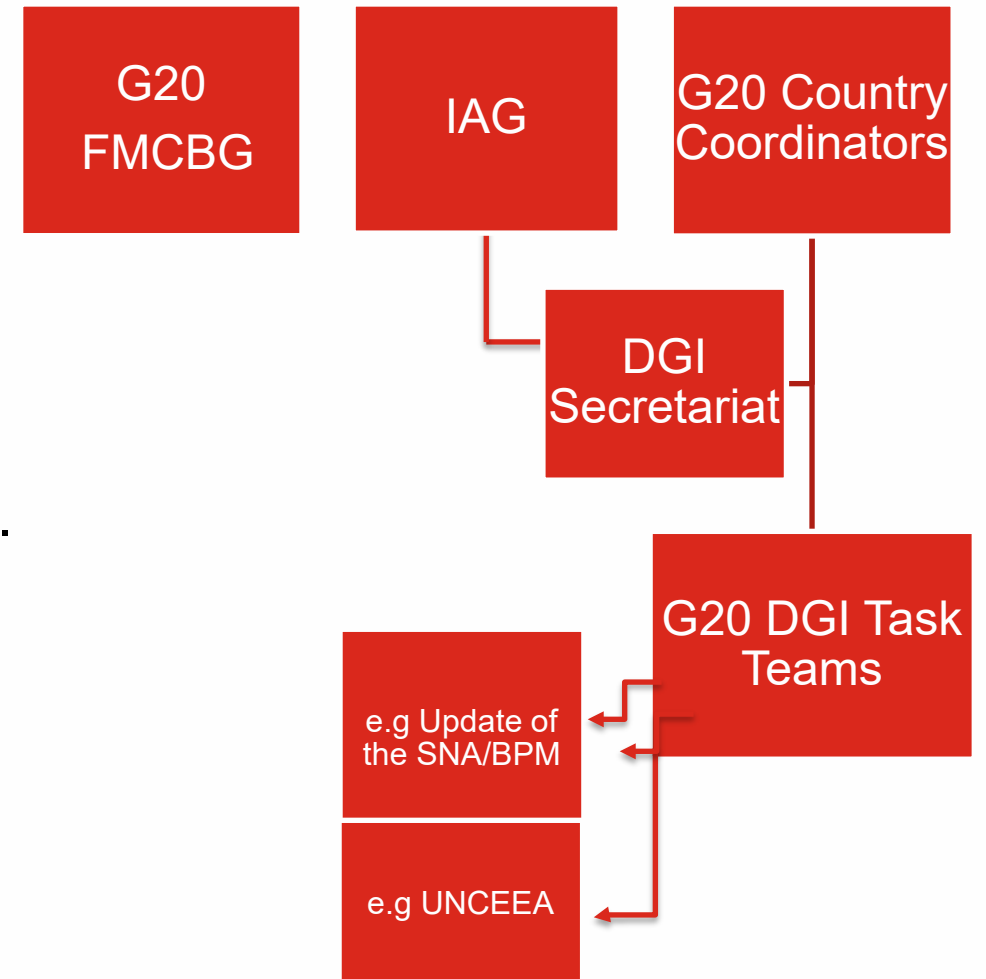 G20
FMCBG
IAG
G20 Country
Coordinators
DGI
Secretariat
.
G20 DGI Task
Teams
e.g Update of
the SNA/BPM
e.g UNCEEA